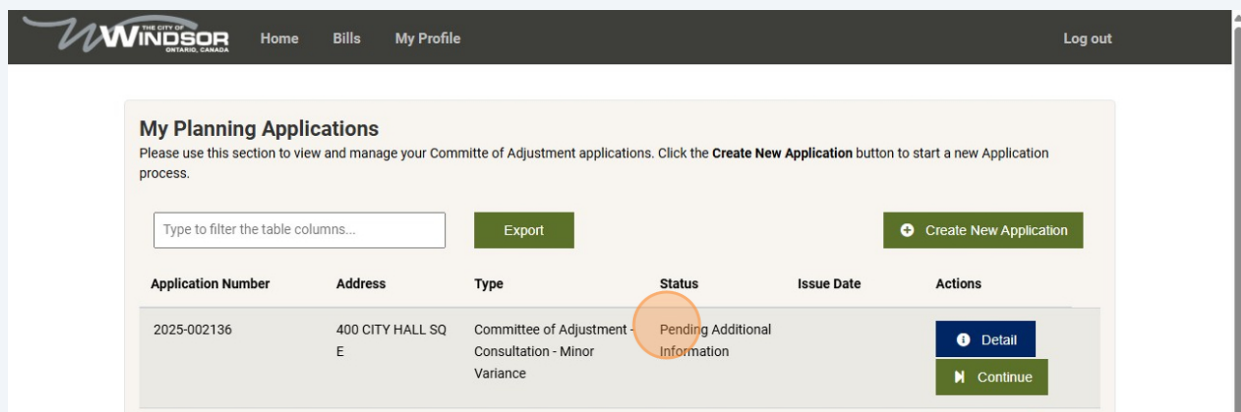 THE CITY OF
WINDSOR
ONTARIO, CANADA
Home Bills My Profile Log out
My Planning Applications
Please use this section to view and manage your Committe of Adjustment applications. Click the Create New Application button to start a new Application
process.
Type to filter the table columns... Export Create New Application
Application Number Address Type Status Issue Date Actions
2025-002136 400 CITY HALL SQ Committee of Adjustment - Pending Additional Detail
E Consultation - Minor Information
Variance Continue